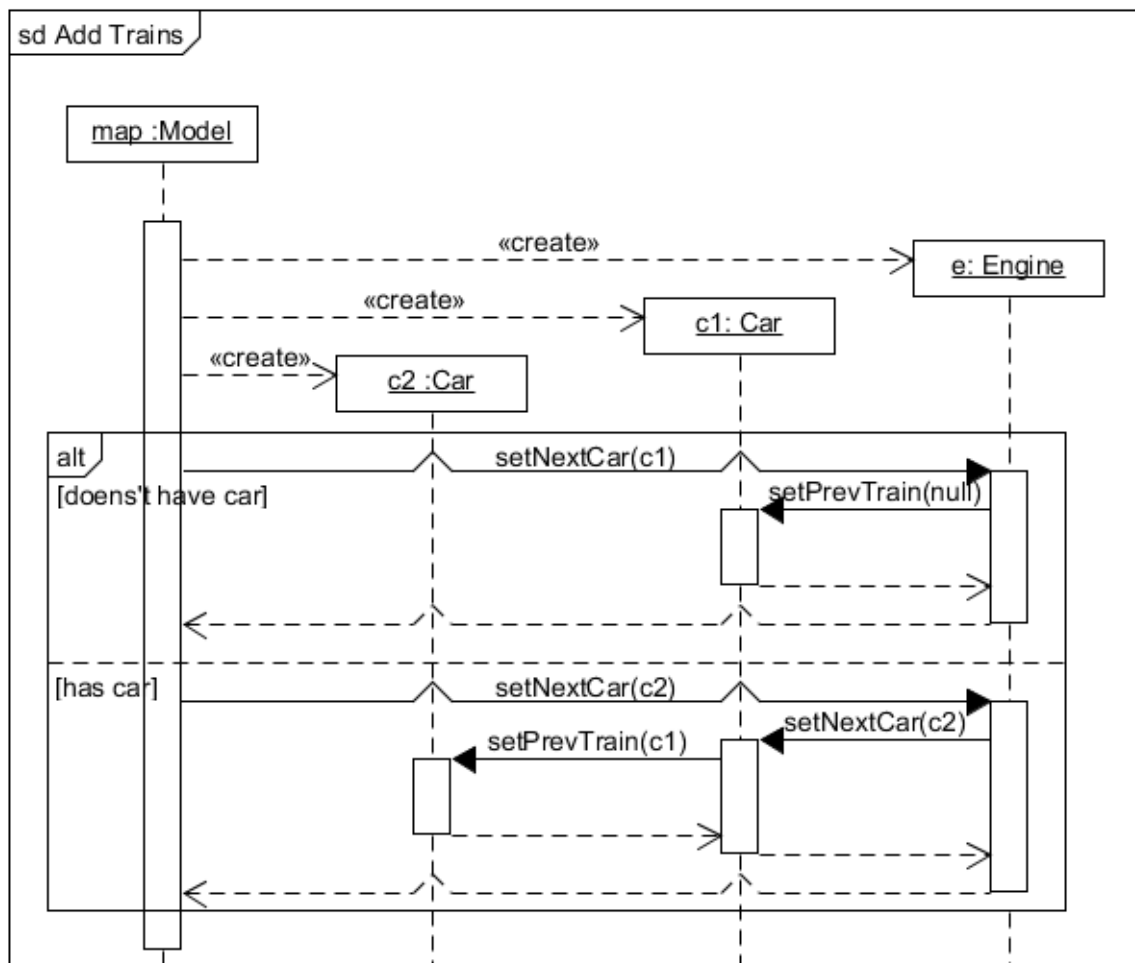 sd Add Trains
map :Model
«create»
e: Engine
«create»
c1: Car
«create»
c2 :Car
alt
setNextCar(c1)
[doens't have car]
setPrevTrain(null)
[has car]
setNextCar(c2)
setNextCar(c2)
setPrevTrain(c1)